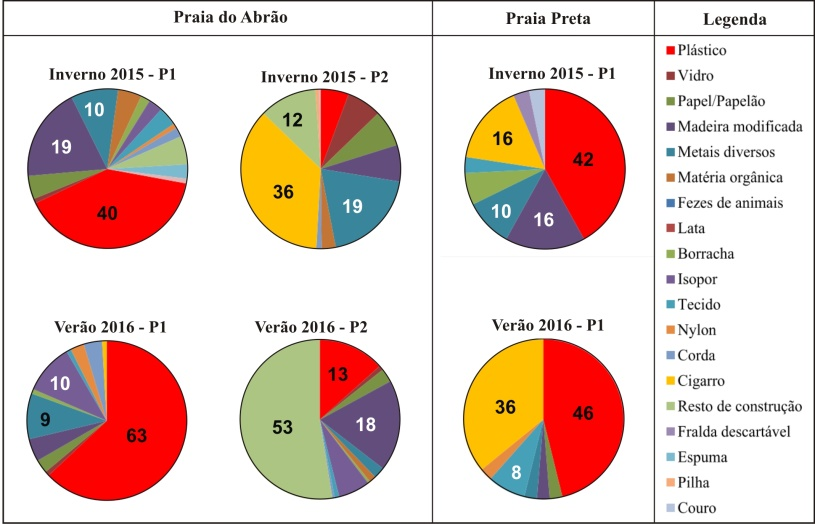 Praia do Abrão
Praia Preta
Legenda
Inverno 2015 - P1
Inverno 2015 - P2
Inverno 2015 - P1
10
19
40
12
36
19
16
42
10
16
Verão 2016 - P1
Verão 2016 - P2
Verão 2016 - P1
10
9
63
13
53
18
36
46
8
Plástico
Vidro
Papel/Papelão
Madeira modificada
Metais diversos
Matéria orgânica
Fezes de animais
Lata
Borracha
Isopor
Tecido
Nylon
Corda
Cigarro
Resto de construção
Fralda descartável
Espuma
Pilha
Couro